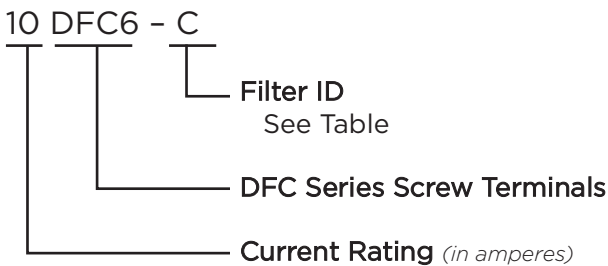 10 DFC6 – C
Filter ID
See Table
DFC Series Screw Terminals
Current Rating (in amperes)